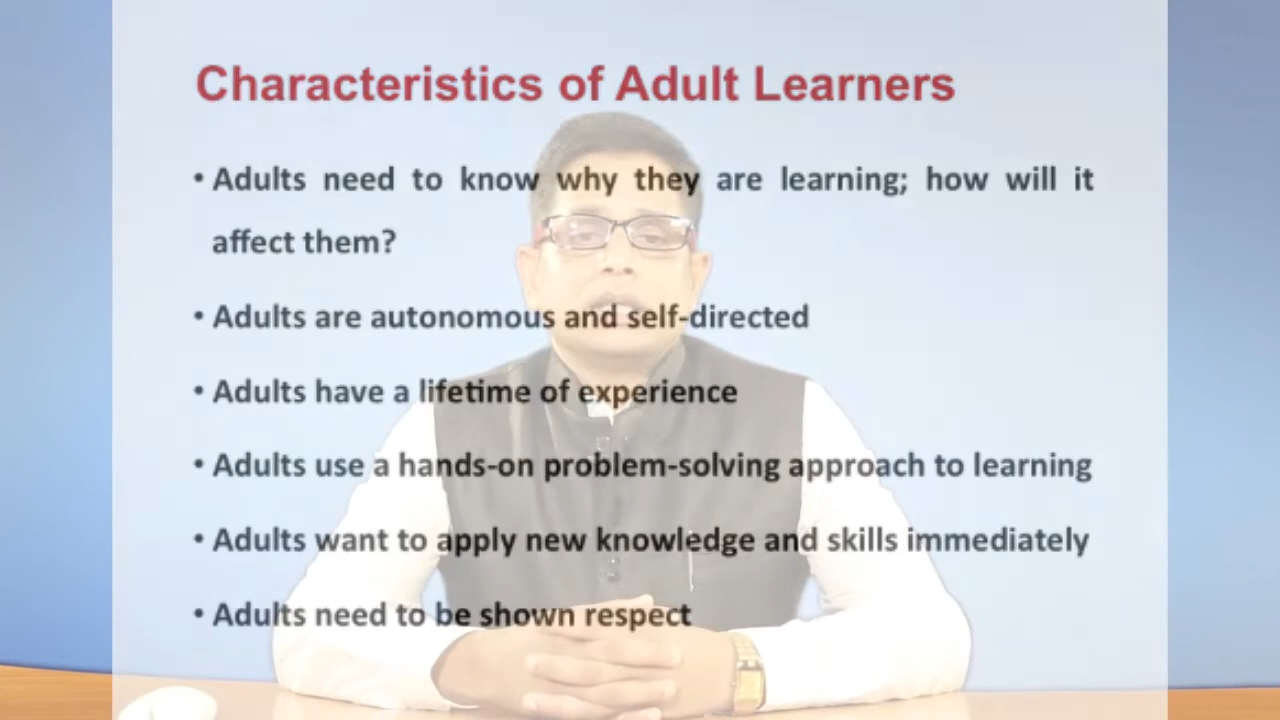 Characteristics of Adult Learners
• Adults need to know why they are learning; how will it
affect them?
• Adults are autonomous and self-directed
• Adults have a lifetime of experience
• Adults use a hands-on problem-solving approach to learning
• Adults want to apply new knowledge and skills immediately
• Adults need to be shown respect